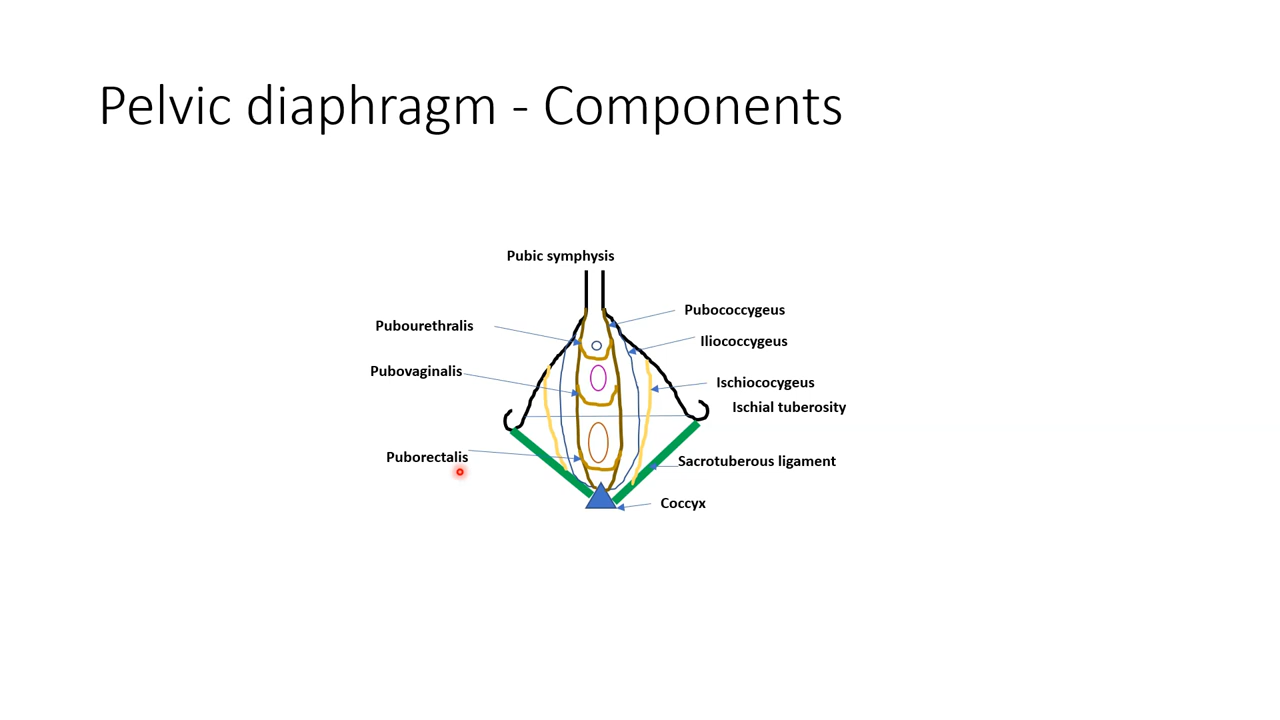 Pelvic diaphragm - Components
Pubic symphysis
Pubococcygeus
Pubourethralis
Iliococcygeus
Pubovaginalis
Ischiococygeus
Ischial tuberosity
Puborectalis
Sacrotuberous ligament
Coccyx